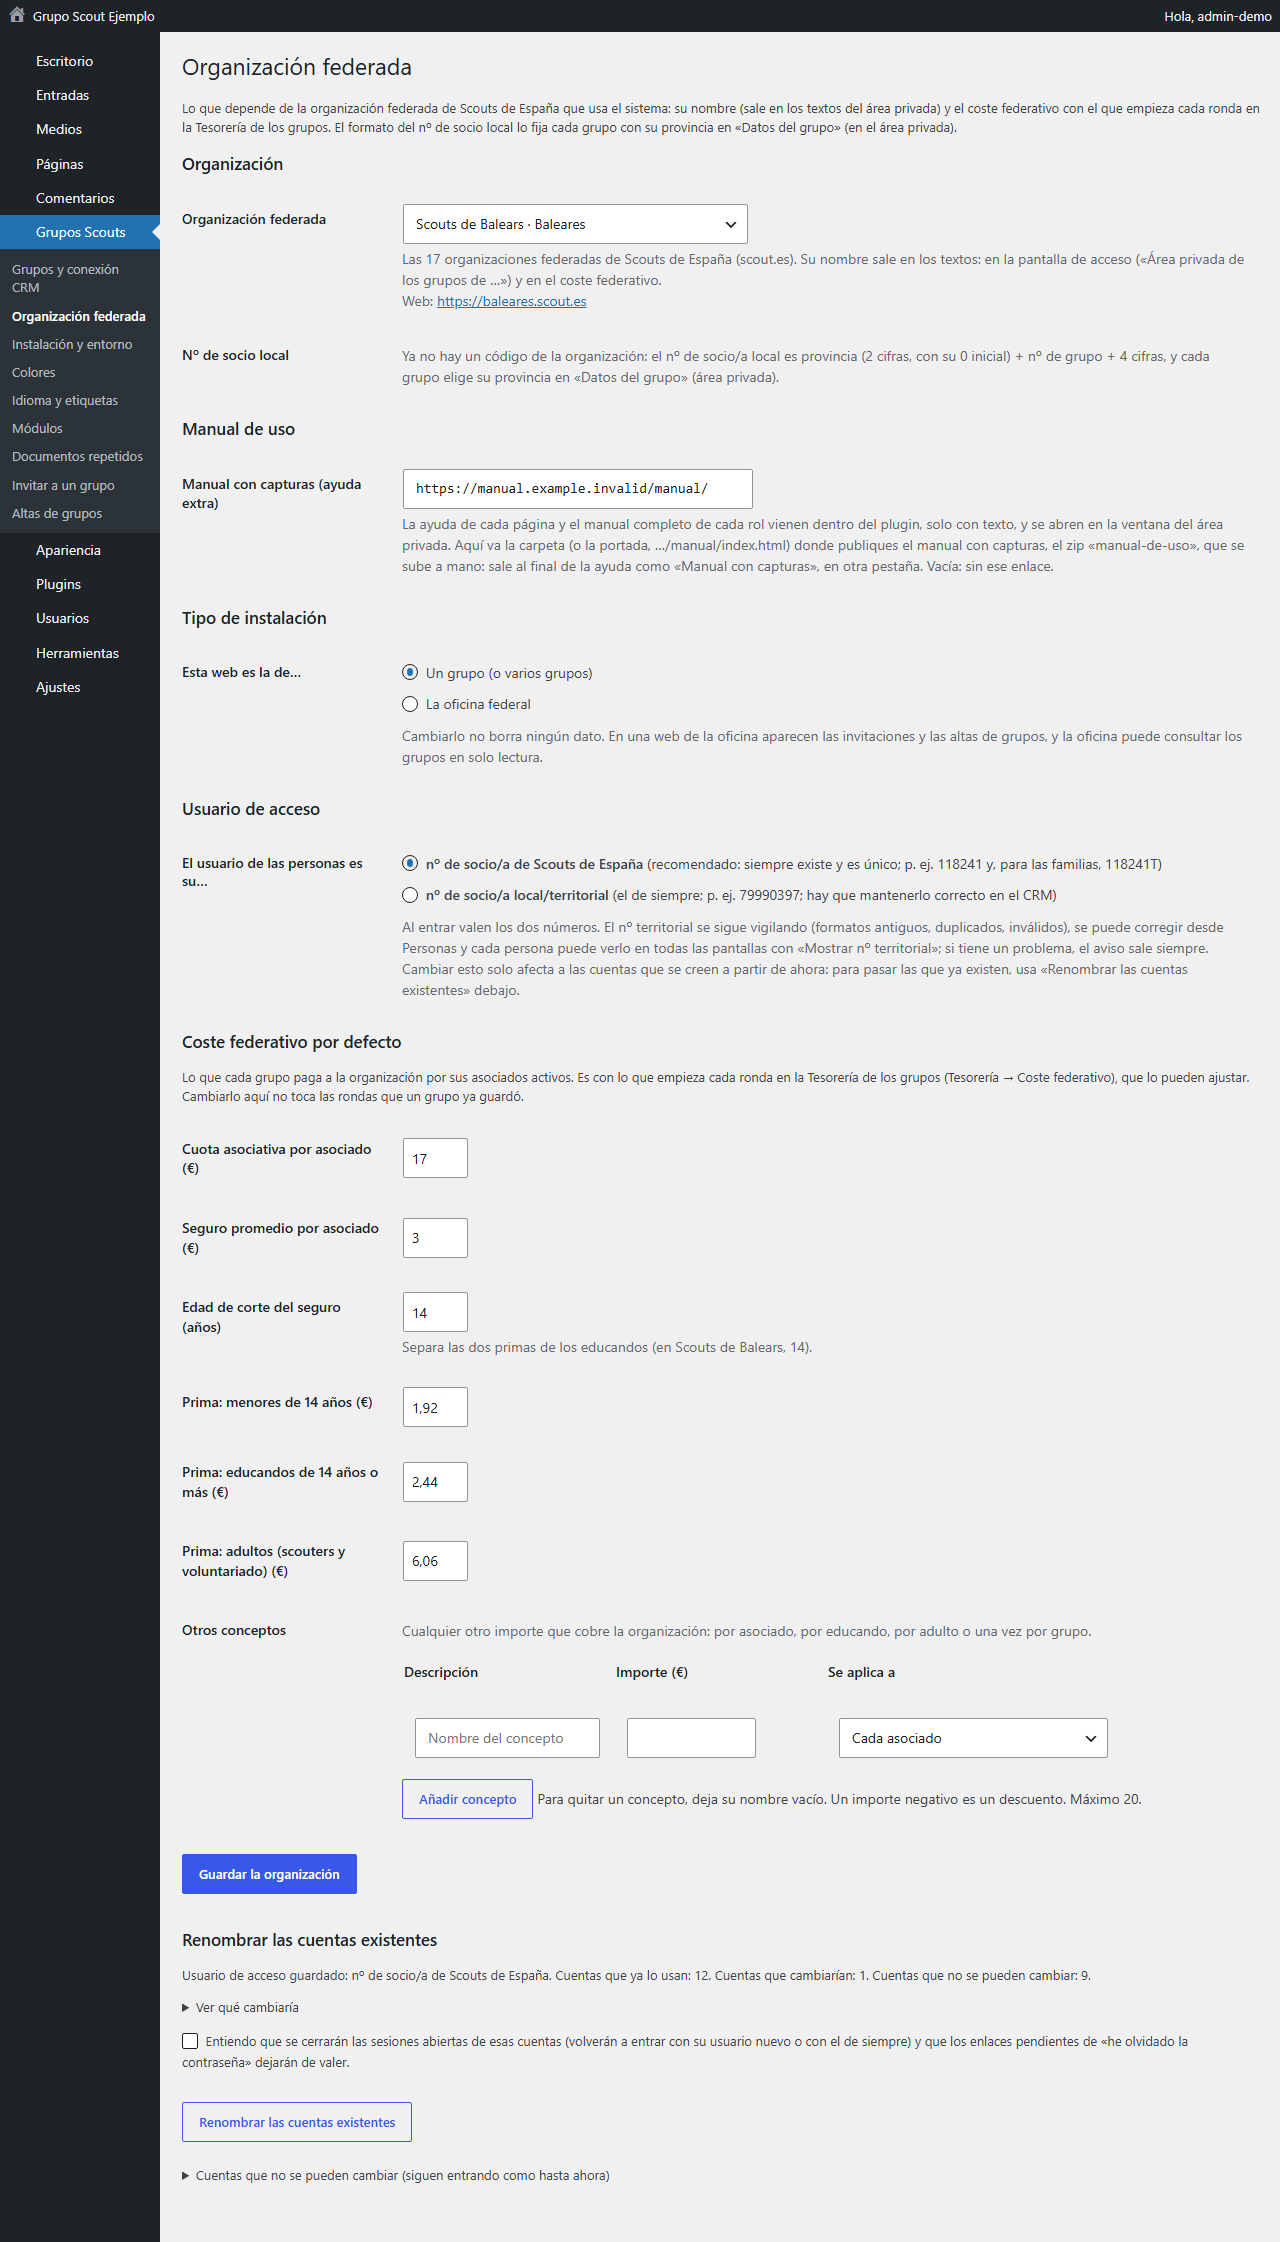 Grupo Scout Ejemplo
Hola, admin-demo
Escritorio
Entradas
Medios
Páginas
Comentarios
Grupos Scouts
Grupos y conexión
CRM
Organización federada
Instalación y entorno
Colores
Idioma y etiquetas
Módulos
Documentos repetidos
Invitar a un grupo
Altas de grupos
Apariencia
Plugins
Usuarios
Herramientas
Ajustes
Organización federada
Lo que depende de la organización federada de Scouts de España que usa el sistema: su nombre (sale en los textos del área privada) y el coste federativo con el que empieza cada ronda en
la Tesorería de los grupos. El formato del nº de socio local lo fija cada grupo con su provincia en «Datos del grupo» (en el área privada).
Organización
Organización federada
Scouts de Balears · Baleares
Las 17 organizaciones federadas de Scouts de España (scout.es). Su nombre sale en los textos: en la pantalla de acceso («Área privada de
los grupos de ...») y en el coste federativo.
Web: https://baleares.scout.es
Nº de socio local
Ya no hay un código de la organización: el nº de socio/a local es provincia (2 cifras, con su 0 inicial) + nº de grupo + 4 cifras, y cada
grupo elige su provincia en «Datos del grupo» (área privada).
Manual de uso
Manual con capturas (ayuda
extra)
https://manual.example.invalid/manual/
La ayuda de cada página y el manual completo de cada rol vienen dentro del plugin, solo con texto, y se abren en la ventana del área
privada. Aquí va la carpeta (o la portada, .../manual/index.html) donde publiques el manual con capturas, el zip «manual-de-uso», que se
sube a mano: sale al final de la ayuda como «Manual con capturas», en otra pestaña. Vacía: sin ese enlace.
Tipo de instalación
Esta web es la de...
Un grupo (o varios grupos)
La oficina federal
Cambiarlo no borra ningún dato. En una web de la oficina aparecen las invitaciones y las altas de grupos, y la oficina puede consultar los
grupos en solo lectura.
Usuario de acceso
El usuario de las personas es
su...
nº de socio/a de Scouts de España (recomendado: siempre existe y es único; p. ej. 118241 y, para las familias, 118241T)
nº de socio/a local/territorial (el de siempre; p. ej. 79990397; hay que mantenerlo correcto en el CRM)
Al entrar valen los dos números. El nº territorial se sigue vigilando (formatos antiguos, duplicados, inválidos), se puede corregir desde
Personas y cada persona puede verlo en todas las pantallas con «Mostrar nº territorial»; si tiene un problema, el aviso sale siempre.
Cambiar esto solo afecta a las cuentas que se creen a partir de ahora: para pasar las que ya existen, usa «Renombrar las cuentas
existentes» debajo.
Coste federativo por defecto
Lo que cada grupo paga a la organización por sus asociados activos. Es con lo que empieza cada ronda en la Tesorería de los grupos (Tesorería → Coste federativo), que lo pueden ajustar.
Cambiarlo aquí no toca las rondas que un grupo ya guardó.
Cuota asociativa por asociado
(€)
17
Seguro promedio por asociado
(€)
3
Edad de corte del seguro
(años)
14
Separa las dos primas de los educandos (en Scouts de Balears, 14).
Prima: menores de 14 años (€)
1,92
Prima: educandos de 14 años o
más (€)
2,44
Prima: adultos (scouters y
voluntariado) (€)
6,06
Otros conceptos
Cualquier otro importe que cobre la organización: por asociado, por educando, por adulto o una vez por grupo.
Descripción
Importe (€)
Se aplica a
Nombre del concepto
Cada asociado
Añadir concepto
Para quitar un concepto, deja su nombre vacío. Un importe negativo es un descuento. Máximo 20.
Guardar la organización
Renombrar las cuentas existentes
Usuario de acceso guardado: nº de socio/a de Scouts de España. Cuentas que ya lo usan: 12. Cuentas que cambiarían: 1. Cuentas que no se pueden cambiar: 9.
Ver qué cambiaría
Entiendo que se cerrarán las sesiones abiertas de esas cuentas (volverán a entrar con su usuario nuevo o con el de siempre) y que los enlaces pendientes de «he olvidado la
contraseña» dejarán de valer.
Renombrar las cuentas existentes
Cuentas que no se pueden cambiar (siguen entrando como hasta ahora)